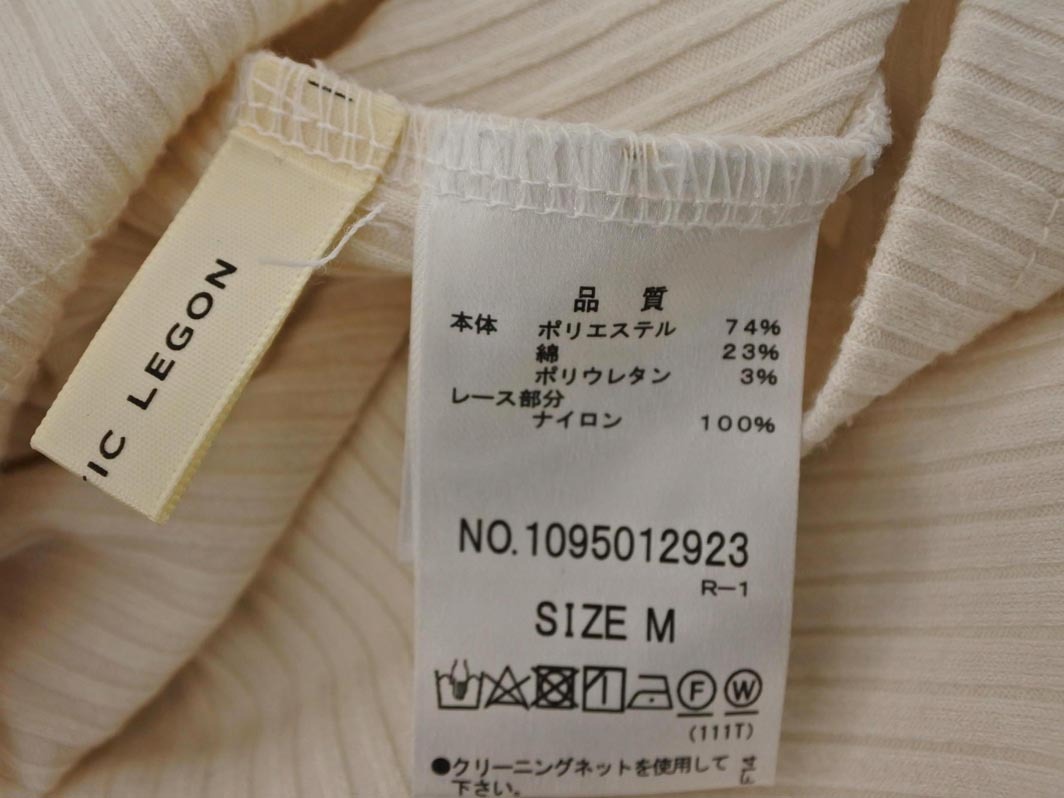 IC LEGON
品 質
本体 ポリエステル 74%
綿 23%
ポリウレタン 3%
レース部分
ナイロン 100%
NO.1095012923
R-1
SIZE M
F W
(111T)
●クリーニングネットを使用して
下さい。